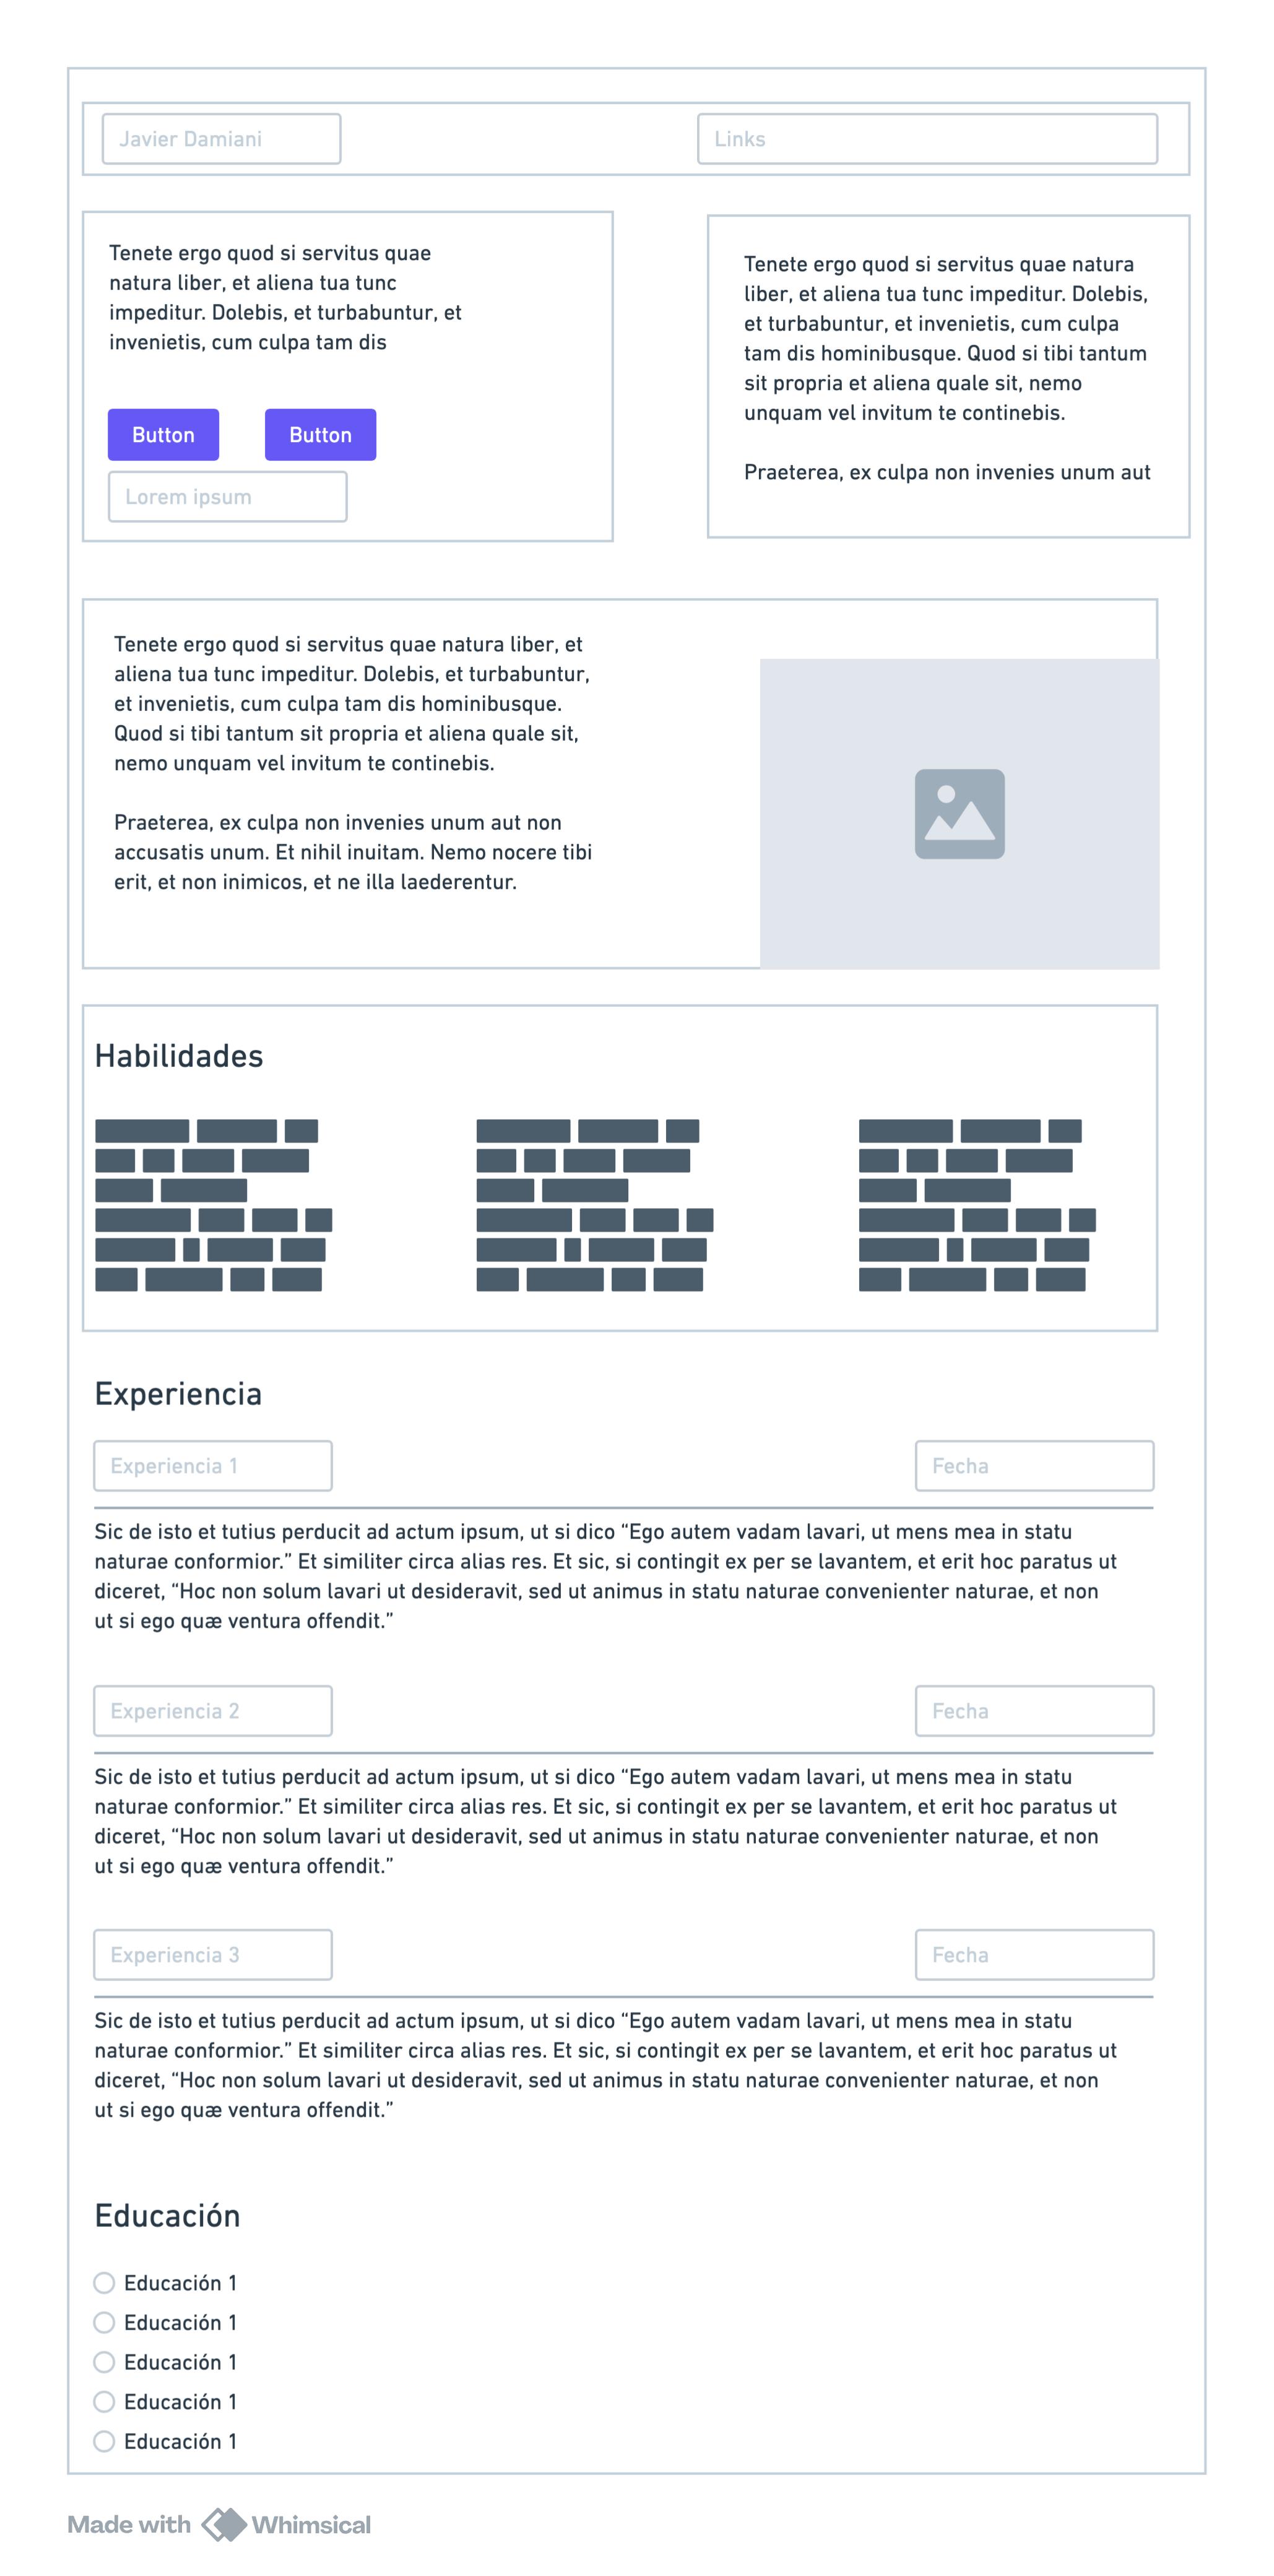 Javier Damiani
Links
Tenete ergo quod si servitus quae
natura liber, et aliena tua tunc
impeditur. Dolebis, et turbabuntur, et
invenietis, cum culpa tam dis
Button
Button
Lorem ipsum
Tenete ergo quod si servitus quae natura
liber, et aliena tua tunc impeditur. Dolebis,
et turbabuntur, et invenietis, cum culpa
tam dis hominibusque. Quod si tibi tantum
sit propria et aliena quale sit, nemo
unquam vel invitum te continebis.
Praeterea, ex culpa non invenies unum aut
Tenete ergo quod si servitus quae natura liber, et
aliena tua tunc impeditur. Dolebis, et turbabuntur,
et invenietis, cum culpa tam dis hominibusque.
Quod si tibi tantum sit propria et aliena quale sit,
nemo unquam vel invitum te continebis.
Praeterea, ex culpa non invenies unum aut non
accusatis unum. Et nihil inuitam. Nemo nocere tibi
erit, et non inimicos, et ne illa laederentur.
Habilidades
Experiencia
Experiencia 1
Fecha
Sic de isto et tutius perducit ad actum ipsum, ut si dico “Ego autem vadam lavari, ut mens mea in statu
naturae conformior.” Et similiter circa alias res. Et sic, si contingit ex per se lavantem, et erit hoc paratus ut
diceret, “Hoc non solum lavari ut desideravit, sed ut animus in statu naturae convenienter naturae, et non
ut si ego quæ ventura offendit.”
Experiencia 2
Fecha
Sic de isto et tutius perducit ad actum ipsum, ut si dico “Ego autem vadam lavari, ut mens mea in statu
naturae conformior.” Et similiter circa alias res. Et sic, si contingit ex per se lavantem, et erit hoc paratus ut
diceret, “Hoc non solum lavari ut desideravit, sed ut animus in statu naturae convenienter naturae, et non
ut si ego quæ ventura offendit.”
Experiencia 3
Fecha
Sic de isto et tutius perducit ad actum ipsum, ut si dico “Ego autem vadam lavari, ut mens mea in statu
naturae conformior.” Et similiter circa alias res. Et sic, si contingit ex per se lavantem, et erit hoc paratus ut
diceret, “Hoc non solum lavari ut desideravit, sed ut animus in statu naturae convenienter naturae, et non
ut si ego quæ ventura offendit.”
Educación
Educación 1
Educación 1
Educación 1
Educación 1
Educación 1
Made with Whimsical